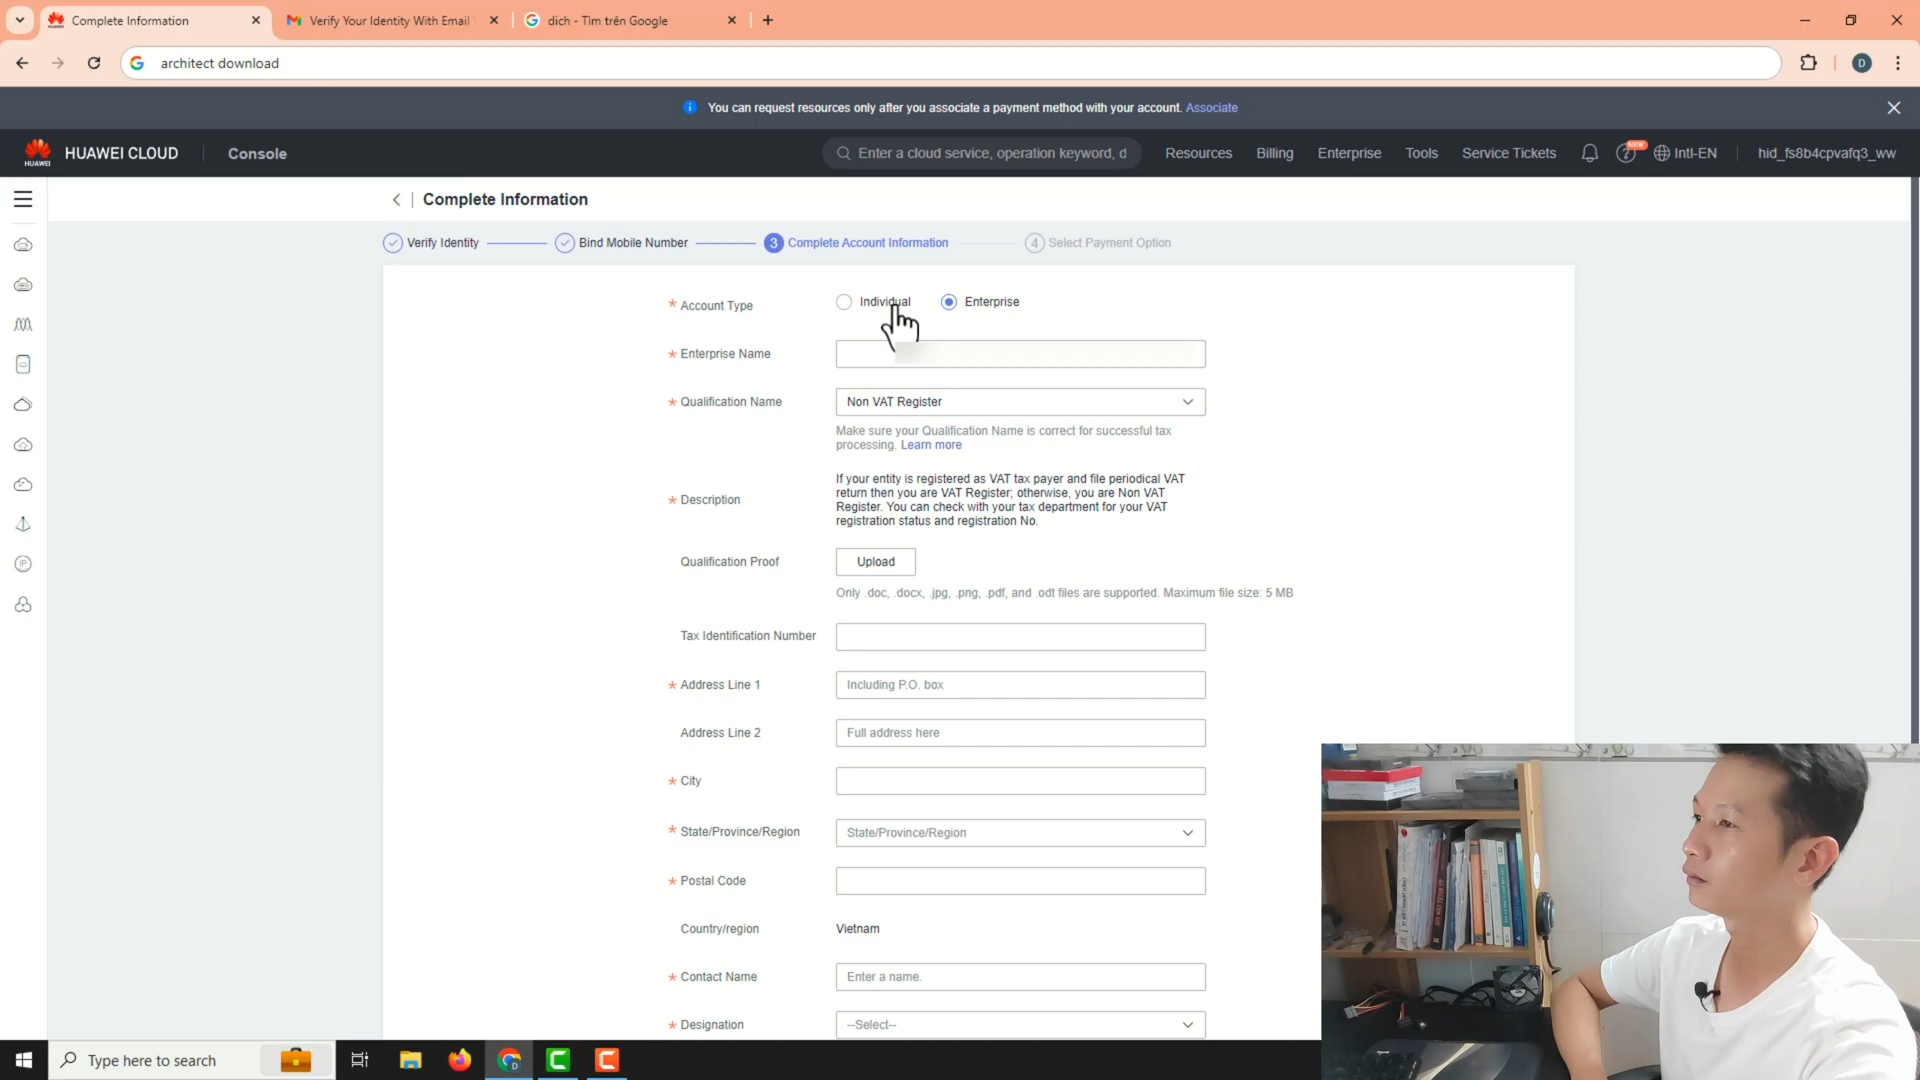 Complete Information
Verify Your Identity With Email
dich - Tìm trên Google
architect download
You can request resources only after you associate a payment method with your account. Associate
HUAWEI
HUAWEI CLOUD
Console
Enter a cloud service, operation keyword, d
Resources
Billing
Enterprise
Tools
Service Tickets
NEW
Intl-EN
hid_fs8b4cpvafq3_ww
Complete Information
Verify Identity
Bind Mobile Number
3 Complete Account Information
4 Select Payment Option
* Account Type
Individual
Enterprise
* Enterprise Name
* Qualification Name
Non VAT Register
Make sure your Qualification Name is correct for successful tax
processing. Learn more
* Description
If your entity is registered as VAT tax payer and file periodical VAT
return then you are VAT Register; otherwise, you are Non VAT
Register. You can check with your tax department for your VAT
registration status and registration No.
Qualification Proof
Upload
Only .doc, .docx, .jpg, .png, .pdf, and .odt files are supported. Maximum file size: 5 MB
Tax Identification Number
* Address Line 1
Including P.O. box
Address Line 2
Full address here
* City
* State/Province/Region
State/Province/Region
* Postal Code
Country/region
Vietnam
* Contact Name
Enter a name.
* Designation
--Select--
Type here to search